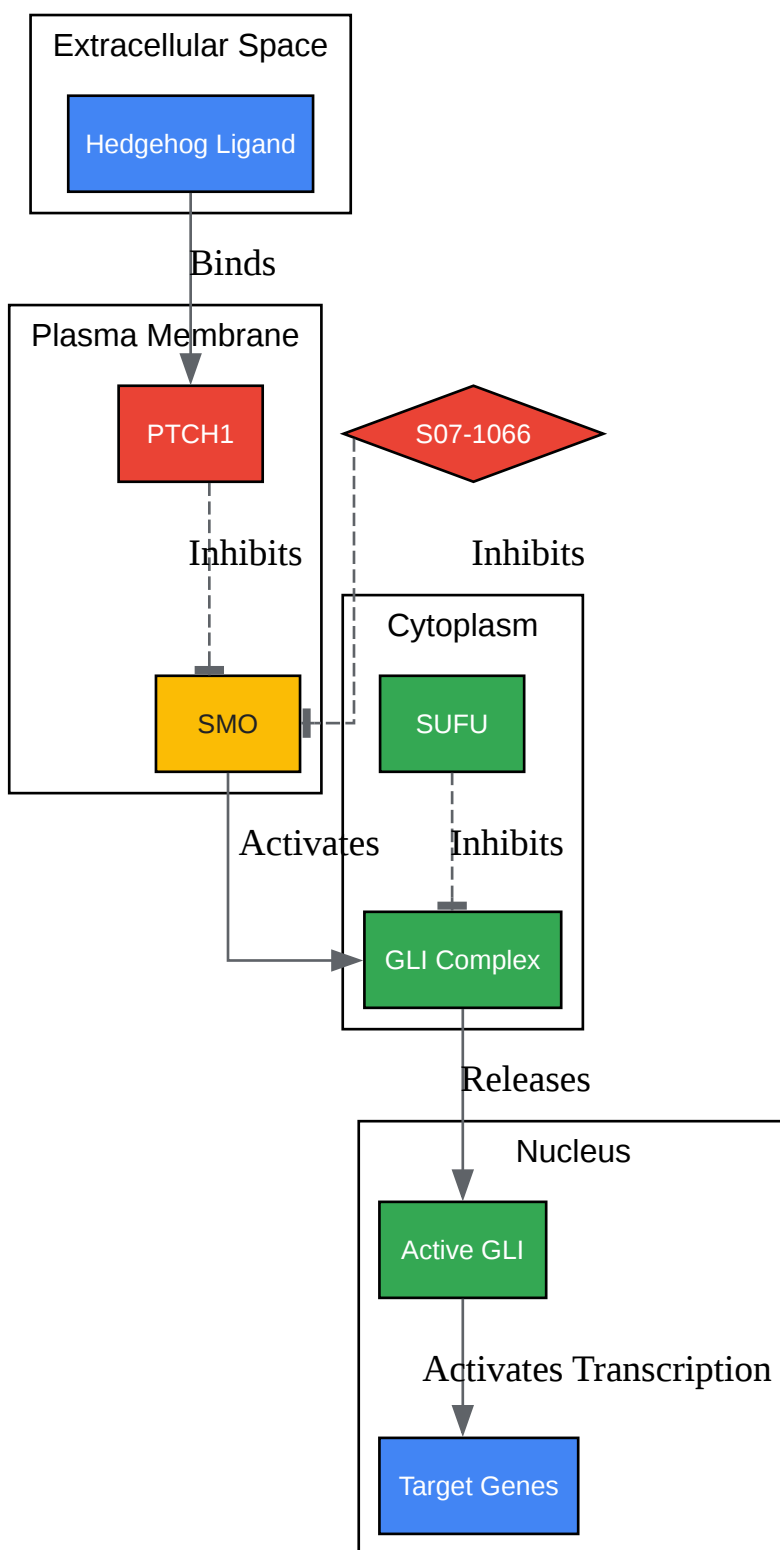 Extracellular Space
Hedgehog Ligand
Binds
Plasma Membrane
PTCH1
S07-1066
Inhibits
Inhibits
Cytoplasm
SMO
SUFU
Activates
Inhibits
GLI Complex
Releases
Nucleus
Active GLI
Activates Transcription
Target Genes